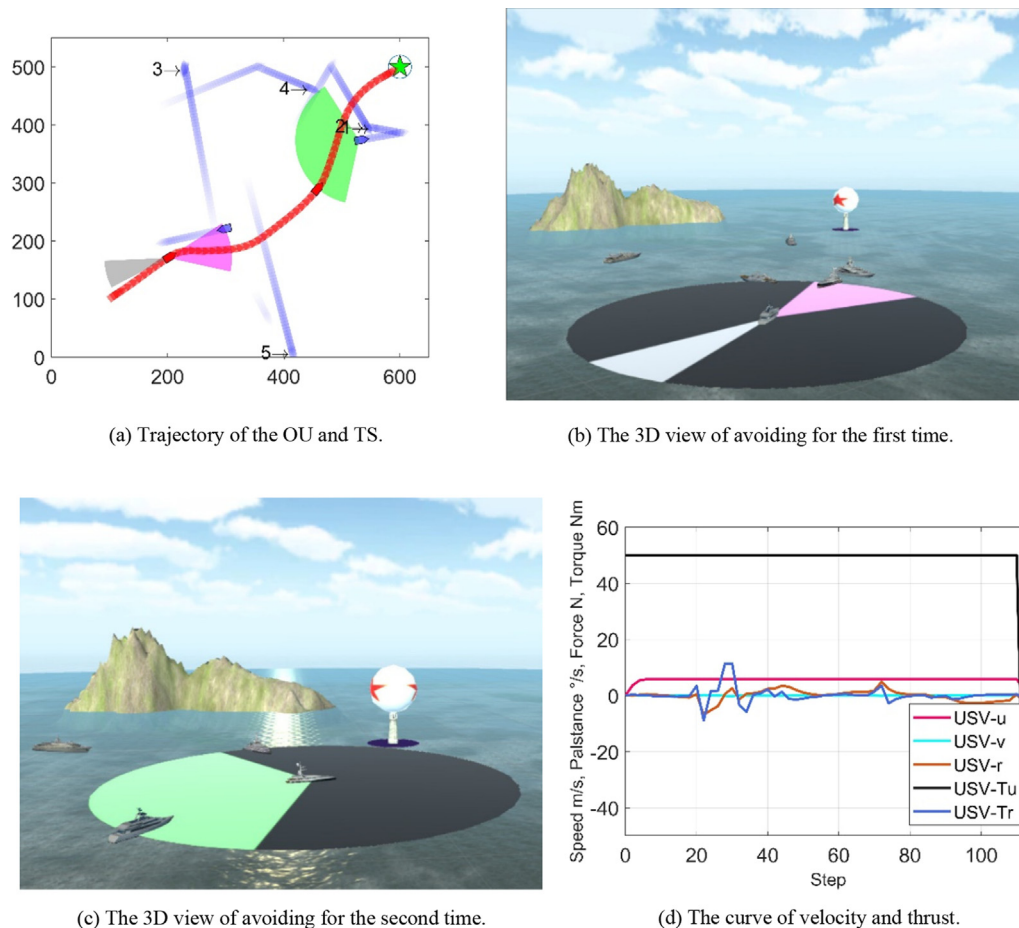 500
400
300
200
100
0
0
200
400
600
3→
4→
2→
5→
(a) Trajectory of the OU and TS.
(b) The 3D view of avoiding for the first time.
(c) The 3D view of avoiding for the second time.
Speed m/s, Palstance °/s, Force N, Torque Nm
60
40
20
0
-20
-40
0
20
40
60
80
100
Step
USV-u
USV-v
USV-r
USV-Tu
USV-Tr
(d) The curve of velocity and thrust.